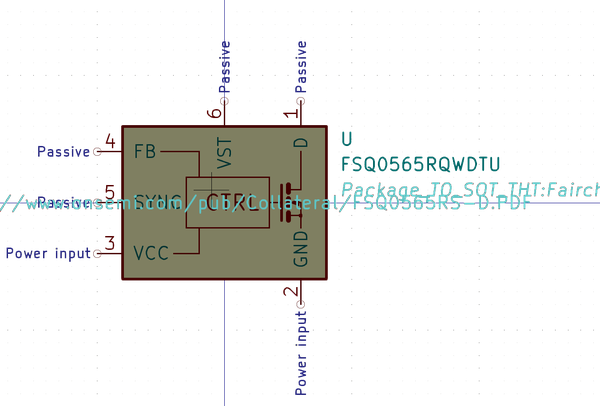 Passive
Passive
6
1
4
FB
VST
D
U
Passive
FSQ0565RQWDTU
5
SYNC
CTRL
Package_TO_SOT_THT:Fairch
Passive
//www.onsemi.com/pub/Collateral/FSQ0565RS-D.PDF
3
VCC
GND
Power input
2
Power input